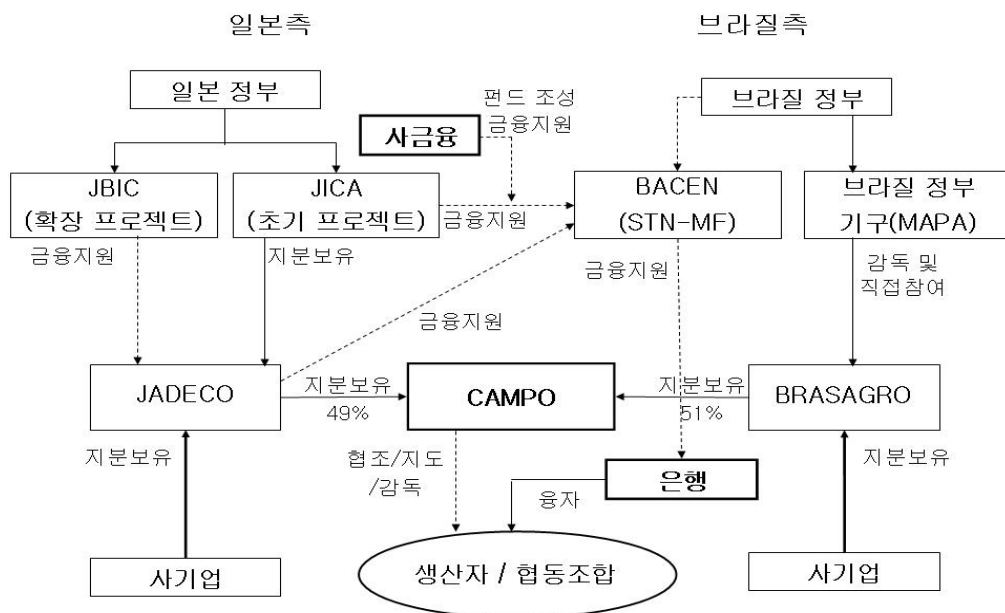 일본측
브라질측
일본 정부
펀드 조성
금융지원
브라질 정부
사금융
JBIC
(확장 프로젝트)
JICA
(초기 프로젝트)
금융지원
BACEN
(STN-MF)
브라질 정부
기구(MAPA)
금융지원
지분보유
금융지원
감독 및
직접참여
금융지원
JADECO
지분보유
49%
CAMPO
지분보유
51%
BRASAGRO
지분보유
협조/지도
/감독
은행
지분보유
융자
사기업
생산자 / 협동조합
사기업